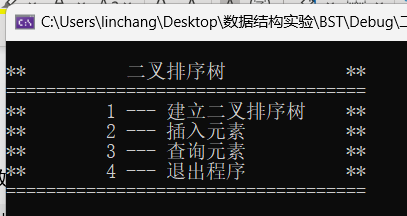 C:\Users\linchang\Desktop\数据结构实验\BST\Debug\二
** 二叉排序树 **
====================================
** 1 --- 建立二叉排序树 **
** 2 --- 插入元素 **
** 3 --- 查询元素 **
** 4 --- 退出程序 **
====================================